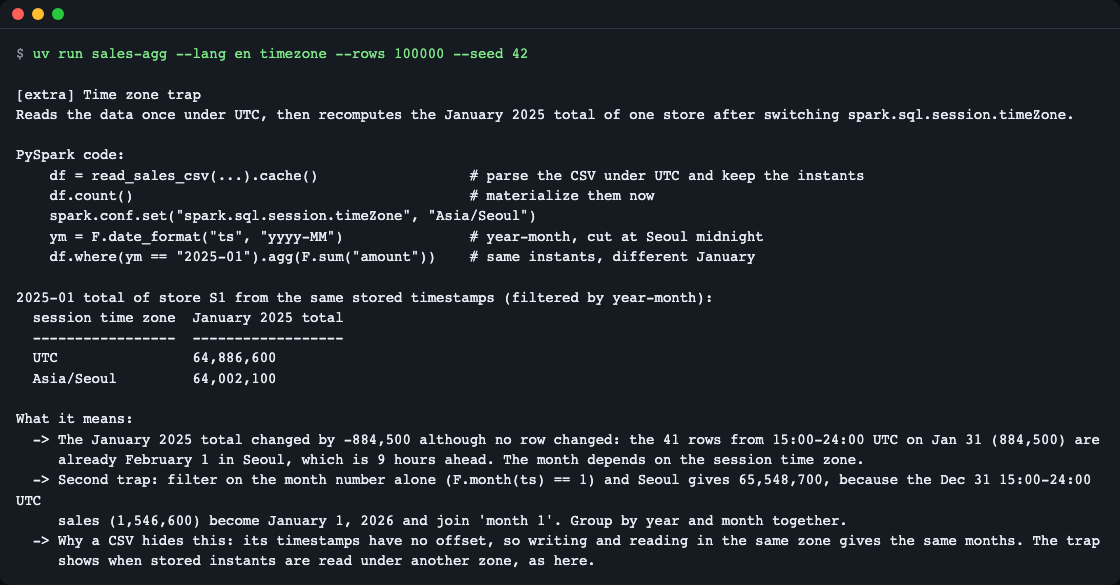 $ uv run sales-agg --lang en timezone --rows 100000 --seed 42
[extra] Time zone trap
Reads the data once under UTC, then recomputes the January 2025 total of one store after switching spark.sql.session.timeZone.
PySpark code:
df = read_sales_csv(...).cache() # parse the CSV under UTC and keep the instants
df.count() # materialize them now
spark.conf.set("spark.sql.session.timeZone", "Asia/Seoul")
ym = F.date_format("ts", "yyyy-MM") # year-month, cut at Seoul midnight
df.where(ym == "2025-01").agg(F.sum("amount")) # same instants, different January
2025-01 total of store S1 from the same stored timestamps (filtered by year-month):
session time zone January 2025 total
----------------- ------------------
UTC 64,886,600
Asia/Seoul 64,002,100
What it means:
-> The January 2025 total changed by -884,500 although no row changed: the 41 rows from 15:00-24:00 UTC on Jan 31 (884,500) are
already February 1 in Seoul, which is 9 hours ahead. The month depends on the session time zone.
-> Second trap: filter on the month number alone (F.month(ts) == 1) and Seoul gives 65,548,700, because the Dec 31 15:00-24:00
UTC
sales (1,546,600) become January 1, 2026 and join 'month 1'. Group by year and month together.
-> Why a CSV hides this: its timestamps have no offset, so writing and reading in the same zone gives the same months. The trap
shows when stored instants are read under another zone, as here.